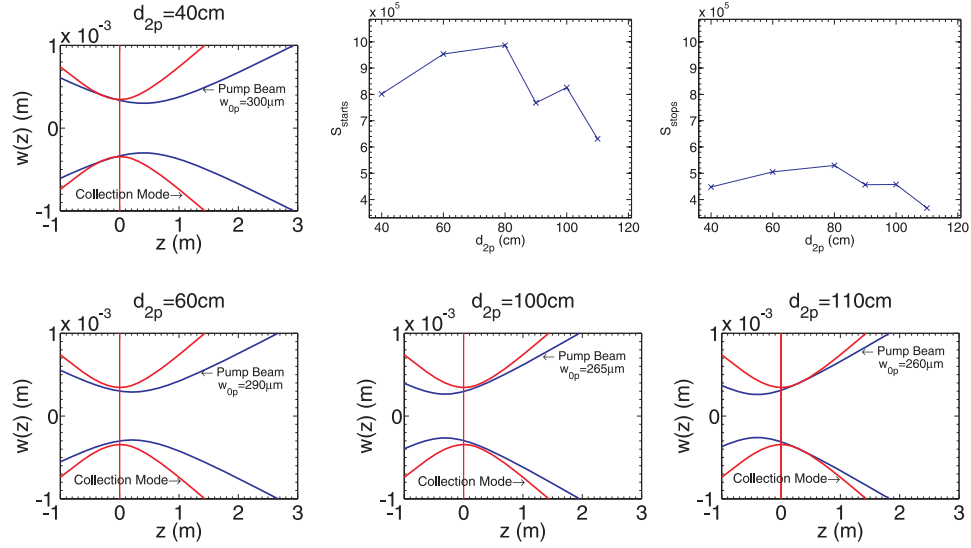 d2p=40cm
1 x 10-3
w(z) (m)
0
-1
-1 0 1 2 3
z (m)
← Pump Beam
w0p=300μm
Collection Mode→
x 10^5
Sstarts
10
9
8
7
6
5
4
40 60 80 100 120
d2p (cm)
x 10^5
Sstops
10
9
8
7
6
5
4
40 60 80 100 120
d2p (cm)
d2p=60cm
1 x 10-3
w(z) (m)
0
-1
-1 0 1 2 3
z (m)
← Pump Beam
w0p=290μm
Collection Mode→
d2p=100cm
1 x 10-3
w(z) (m)
0
-1
-1 0 1 2 3
z (m)
← Pump Beam
w0p=265μm
Collection Mode→
d2p=110cm
1 x 10-3
w(z) (m)
0
-1
-1 0 1 2 3
z (m)
← Pump Beam
w0p=260μm
Collection Mode→